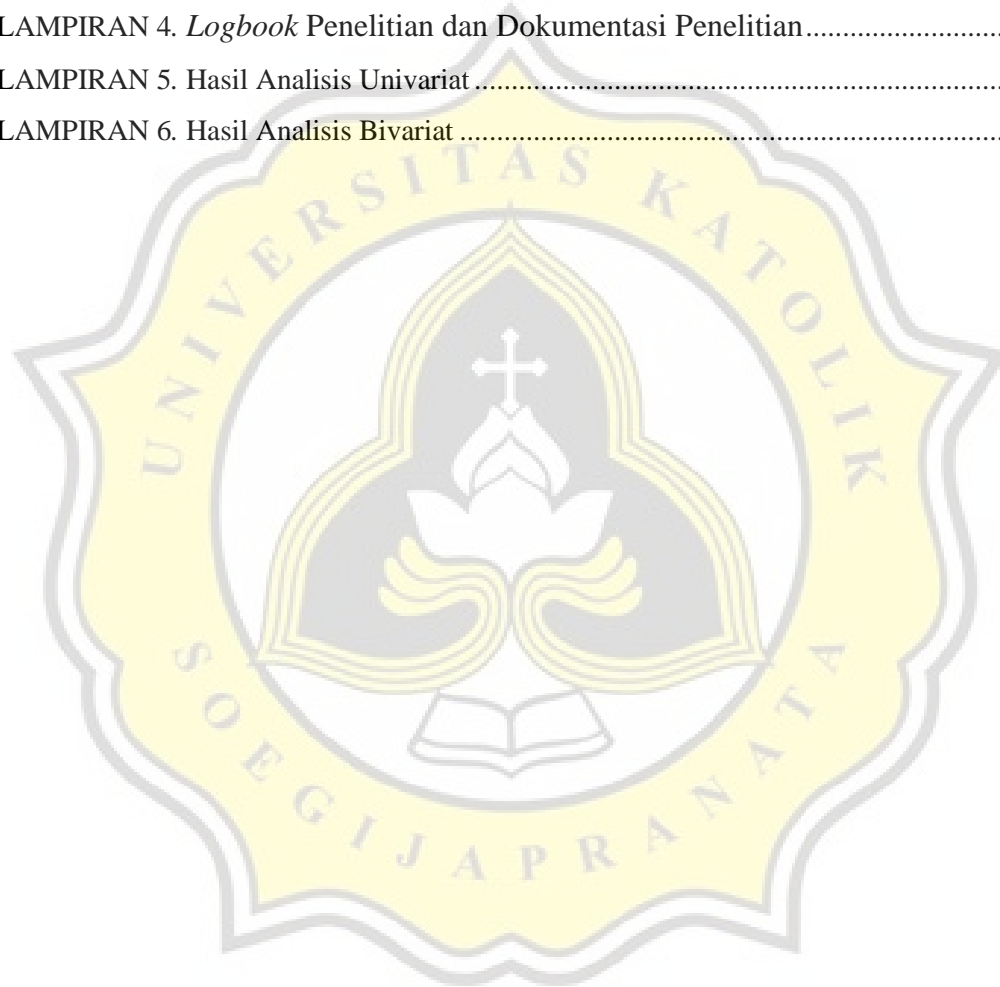 LAMPIRAN 4. Logbook Penelitian dan Dokumentasi Penelitian..........................
LAMPIRAN 5. Hasil Analisis Univariat....................................................................
LAMPIRAN 6. Hasil Analisis Bivariat .....................................................................
UNIVERSITAS KATOLIK
SOEGIJAPRANATA